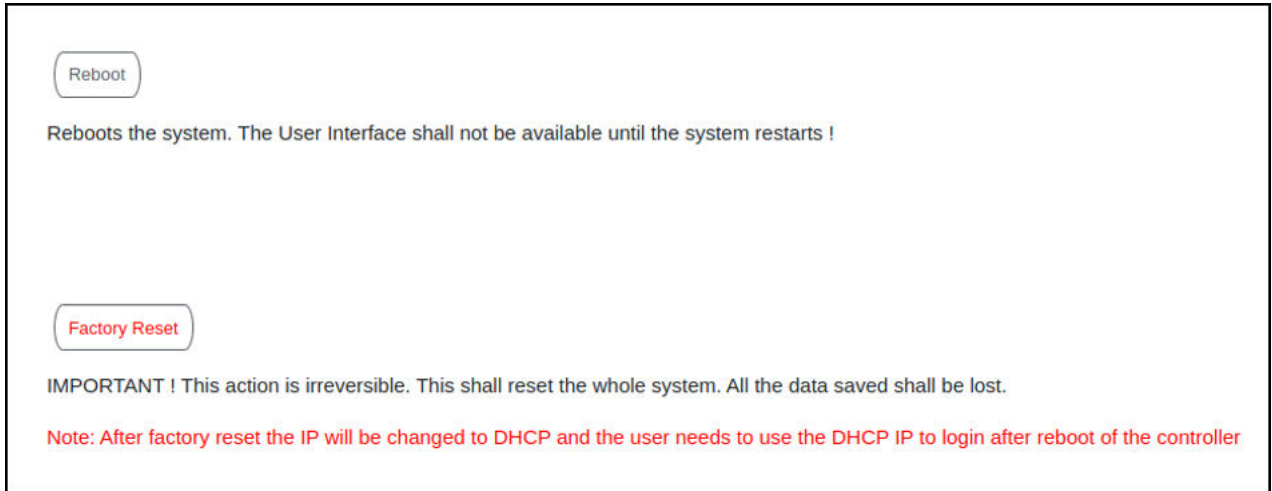 Reboot
Reboots the system. The User Interface shall not be available until the system restarts !
Factory Reset
IMPORTANT ! This action is irreversible. This shall reset the whole system. All the data saved shall be lost.
Note: After factory reset the IP will be changed to DHCP and the user needs to use the DHCP IP to login after reboot of the controller